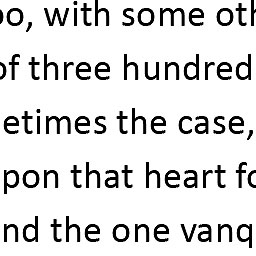 oo, with some oth
of three hundred
etimes the case,
pon that heart fo
nd the one vanq